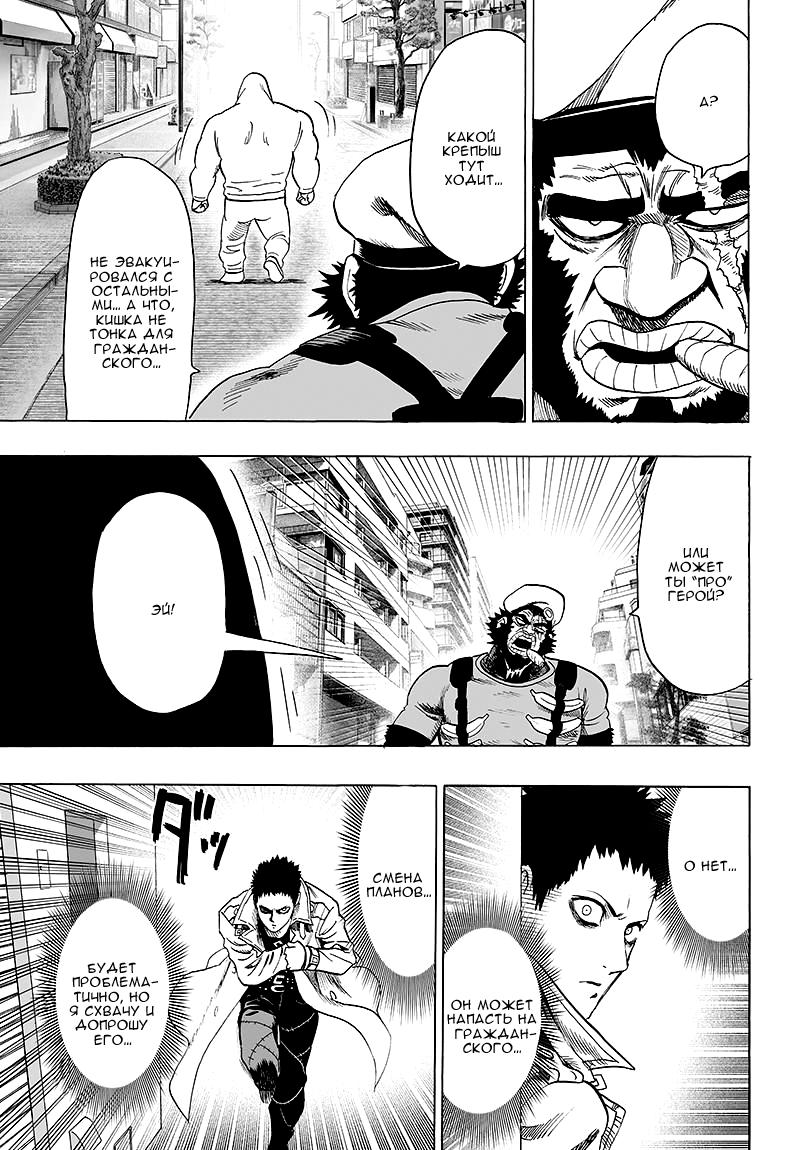 А?
КАКОЙ
КРЕПЫШ
ТУТ
ХОДИТ...
НЕ ЭВАКУИ-
РОВАЛСЯ С
ОСТАЛЬНЫ-
МИ... А ЧТО,
КИШКА НЕ
ТОНКА ДЛЯ
ГРАЖДАН-
СКОГО...
ИЛИ
МОЖЕТ
ТЫ "ПРО"
ГЕРОЙ?
ЭЙ!
О НЕТ...
ОН МОЖЕТ
НАПАСТЬ НА
ГРАЖДАН-
СКОГО...
СМЕНА
ПЛАНОВ...
ダッ
БУДЕТ
ПРОБЛЕМА-
ТИЧНО, НО
Я СХВАЧУ И
ДОПРОШУ
ЕГО...